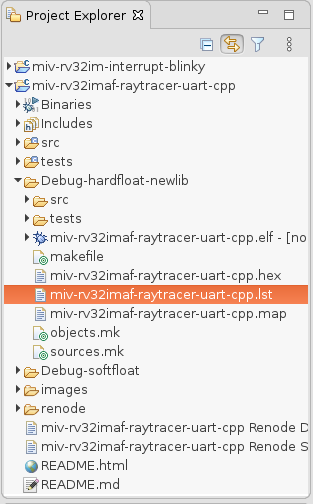 Project Explorer
miv-rv32im-interrupt-blinky
miv-rv32imaf-raytracer-uart-cpp
Binaries
Includes
src
tests
Debug-hardfloat-newlib
src
tests
miv-rv32imaf-raytracer-uart-cpp.elf - [no
makefile
miv-rv32imaf-raytracer-uart-cpp.hex
miv-rv32imaf-raytracer-uart-cpp.lst
miv-rv32imaf-raytracer-uart-cpp.map
objects.mk
sources.mk
Debug-softfloat
images
renode
miv-rv32imaf-raytracer-uart-cpp Renode D
miv-rv32imaf-raytracer-uart-cpp Renode S
README.html
README.md